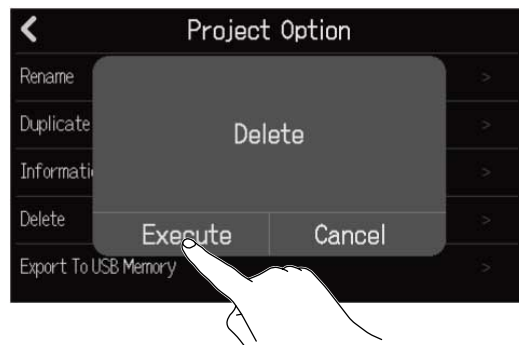 Project Option
Rename
Duplicate
Delete
Informati
Delete
Execute Cancel
Export To USB Memory